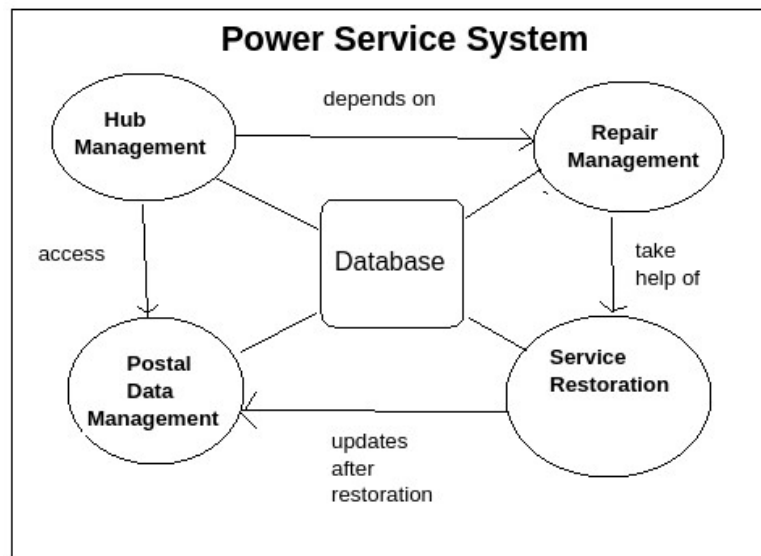 Power Service System
depends on
Hub
Management
Repair
Management
access
Database
take
help of
Postal
Data
Management
Service
Restoration
updates
after
restoration